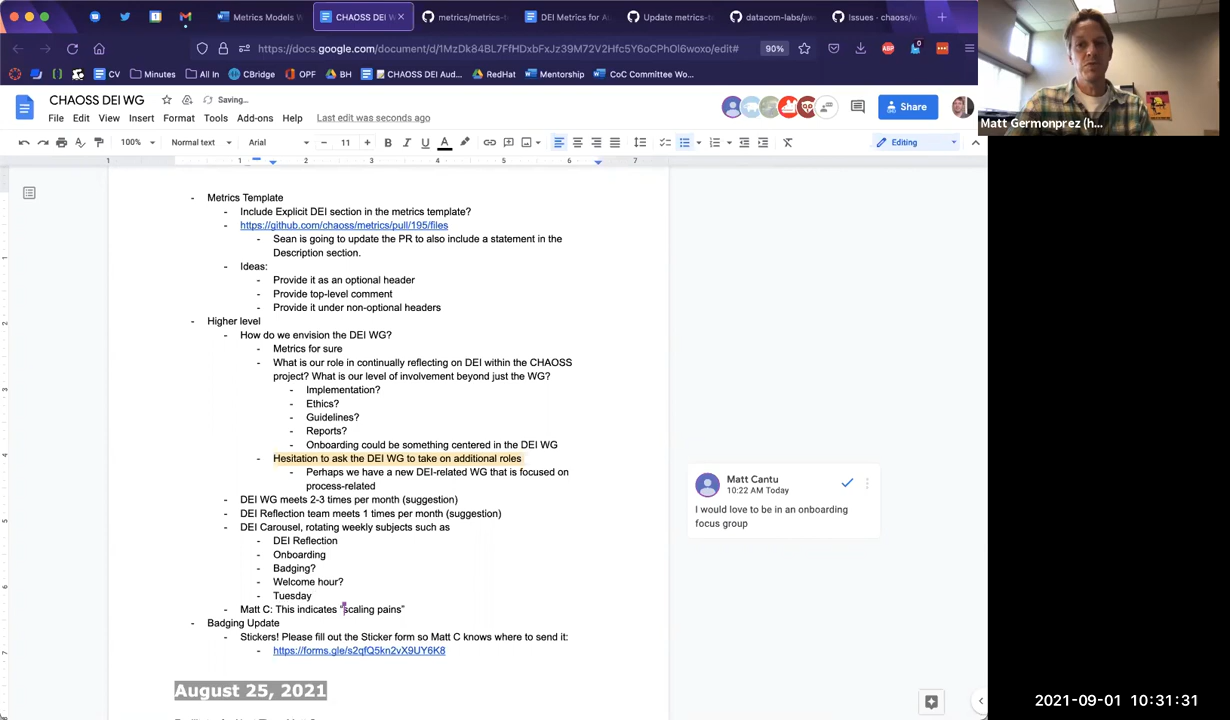 Metrics Models W
CHAOSS DEI W
metrics/metrics-t
DEI Metrics for A
Update metrics-t
datacom-labs/aw
Issues · chaoss/w
https://docs.google.com/document/d/1MzDk84BL7FfHDxbFxJz39M72V2Hfc5Y6oCPhOl6woxo/edit#
90%
CV
Minutes
All In
CBridge
OPF
BH
CHAOSS DEI Aud...
RedHat
Mentorship
CoC Committee Wo...
CHAOSS DEI WG
Saving...
File Edit View Insert Format Tools Add-ons Help Last edit was seconds ago
Share
100% Normal text Arial 11 Editing
- Metrics Template
- Include Explicit DEI section in the metrics template?
- https://github.com/chaoss/metrics/pull/195/files
- Sean is going to update the PR to also include a statement in the
Description section.
- Ideas:
- Provide it as an optional header
- Provide top-level comment
- Provide it under non-optional headers
- Higher level
- How do we envision the DEI WG?
- Metrics for sure
- What is our role in continually reflecting on DEI within the CHAOSS
project? What is our level of involvement beyond just the WG?
- Implementation?
- Ethics?
- Guidelines?
- Reports?
- Onboarding could be something centered in the DEI WG
- Hesitation to ask the DEI WG to take on additional roles
- Perhaps we have a new DEI-related WG that is focused on
process-related
- DEI WG meets 2-3 times per month (suggestion)
- DEI Reflection team meets 1 times per month (suggestion)
- DEI Carousel, rotating weekly subjects such as
- DEI Reflection
- Onboarding
- Badging?
- Welcome hour?
- Tuesday
- Matt C: This indicates "scaling pains"
- Badging Update
- Stickers! Please fill out the Sticker form so Matt C knows where to send it:
- https://forms.gle/s2qfQ5kn2vX9UY6K8
August 25, 2021
Matt Cantu
10:22 AM Today
I would love to be in an onboarding
focus group
Matt Germonprez (h...
2021-09-01 10:31:31